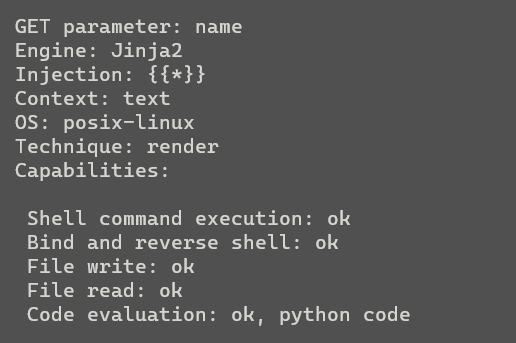 GET parameter: name
Engine: Jinja2
Injection: {{*}}
Context: text
OS: posix-linux
Technique: render
Capabilities:
Shell command execution: ok
Bind and reverse shell: ok
File write: ok
File read: ok
Code evaluation: ok, python code